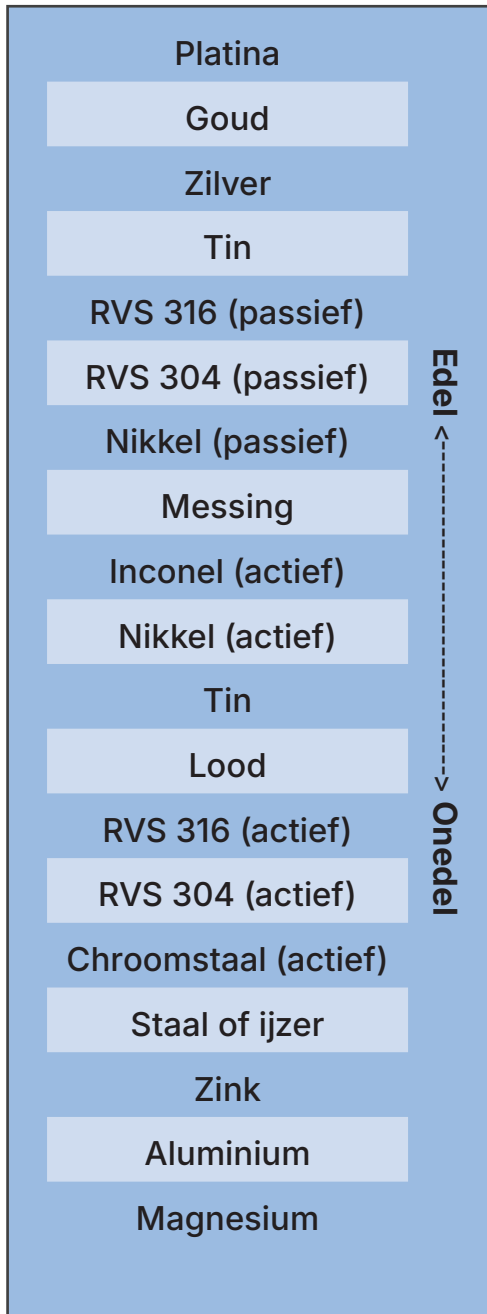 Platina
Goud
Zilver
Tin
RVS 316 (passief)
RVS 304 (passief)
Nikkel (passief)
Messing
Inconel (actief)
Nikkel (actief)
Tin
Lood
RVS 316 (actief)
RVS 304 (actief)
Chroomstaal (actief)
Staal of ijzer
Zink
Aluminium
Magnesium
Edel <---------------------------> Onedel